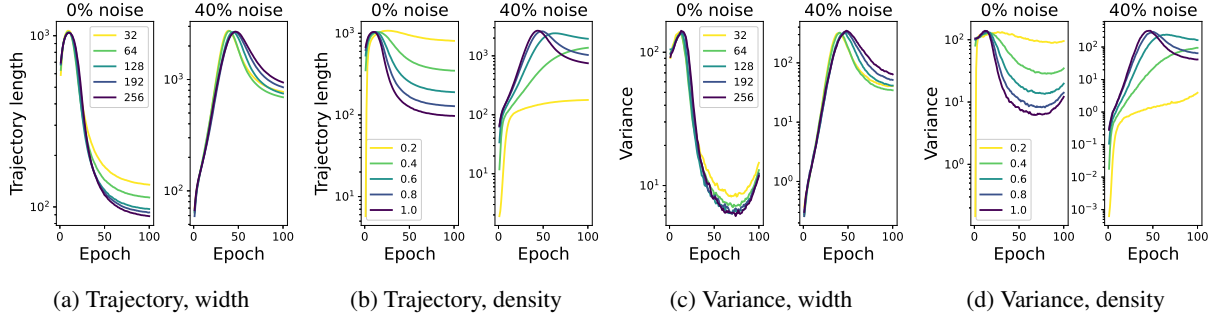 0% noise
40% noise
0% noise
40% noise
0% noise
40% noise
0% noise
40% noise
Trajectory length
10³
10²
32
64
128
192
256
10³
10²
0 50 100
0 50 100
Epoch
Epoch
Trajectory length
10³
10²
10¹
0.2
0.4
0.6
0.8
1.0
10³
10²
10¹
0 50 100
0 50 100
Epoch
Epoch
Variance
10²
10¹
32
64
128
192
256
10²
10¹
10⁰
0 50 100
0 50 100
Epoch
Epoch
Variance
10²
10¹
10⁰
0.2
0.4
0.6
0.8
1.0
10²
10¹
10⁰
10⁻¹
10⁻²
10⁻³
0 50 100
0 50 100
Epoch
Epoch
(a) Trajectory, width
(b) Trajectory, density
(c) Variance, width
(d) Variance, density